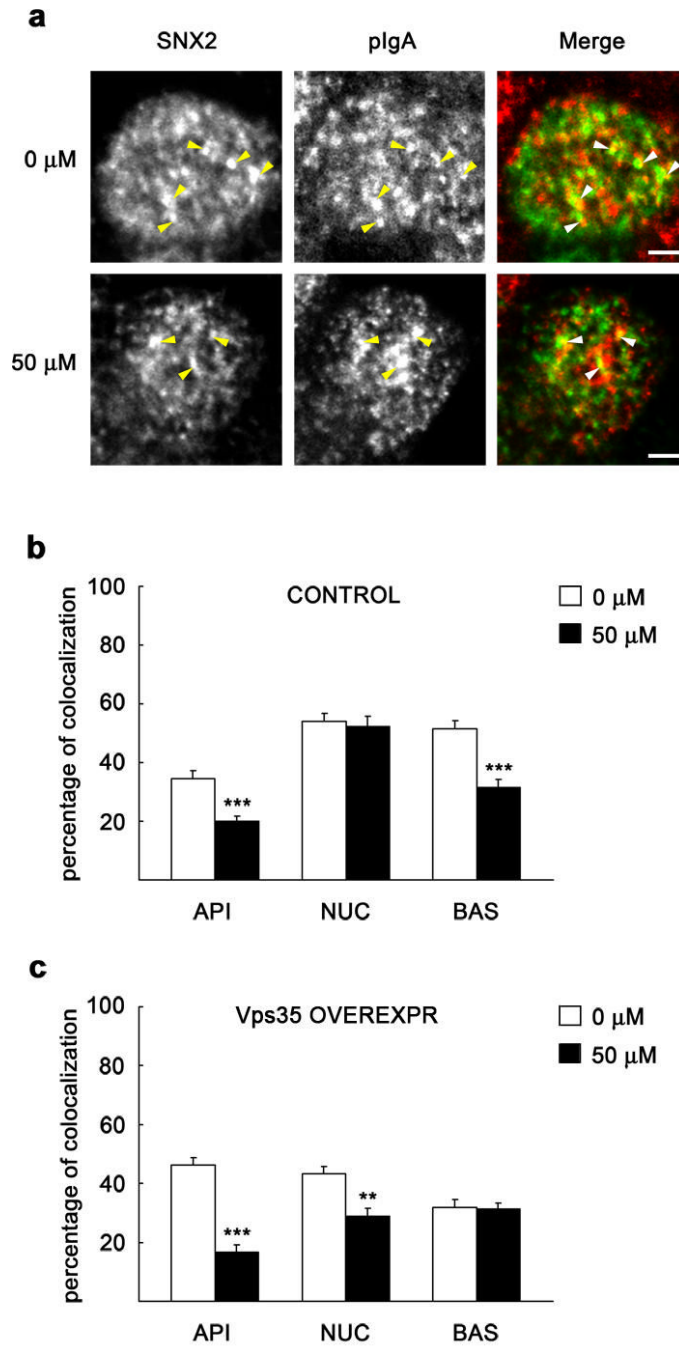 a
SNX2 pIgA Merge
0 µM
50 µM
b
CONTROL
0 µM
50 µM
percentage of colocalization
100
80
60
40
20
***
***
API NUC BAS
c
Vps35 OVEREXPR
0 µM
50 µM
percentage of colocalization
100
80
60
40
20
***
**
API NUC BAS